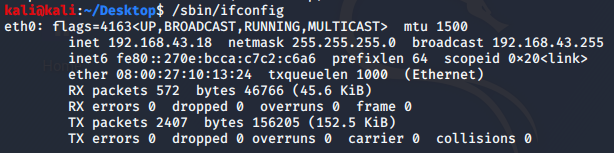 kali@kali:~/Desktop$ /sbin/ifconfig
eth0: flags=4163<UP,BROADCAST,RUNNING,MULTICAST>  mtu 1500
        inet 192.168.43.18  netmask 255.255.255.0  broadcast 192.168.43.255
        inet6 fe80::270e:bcca:c7c2:c6a6  prefixlen 64  scopeid 0×20<link>
        ether 08:00:27:10:13:24  txqueuelen 1000  (Ethernet)
        RX packets 572  bytes 46766 (45.6 KiB)
        RX errors 0  dropped 0  overruns 0  frame 0
        TX packets 2407  bytes 156205 (152.5 KiB)
        TX errors 0  dropped 0 overruns 0  carrier 0  collisions 0